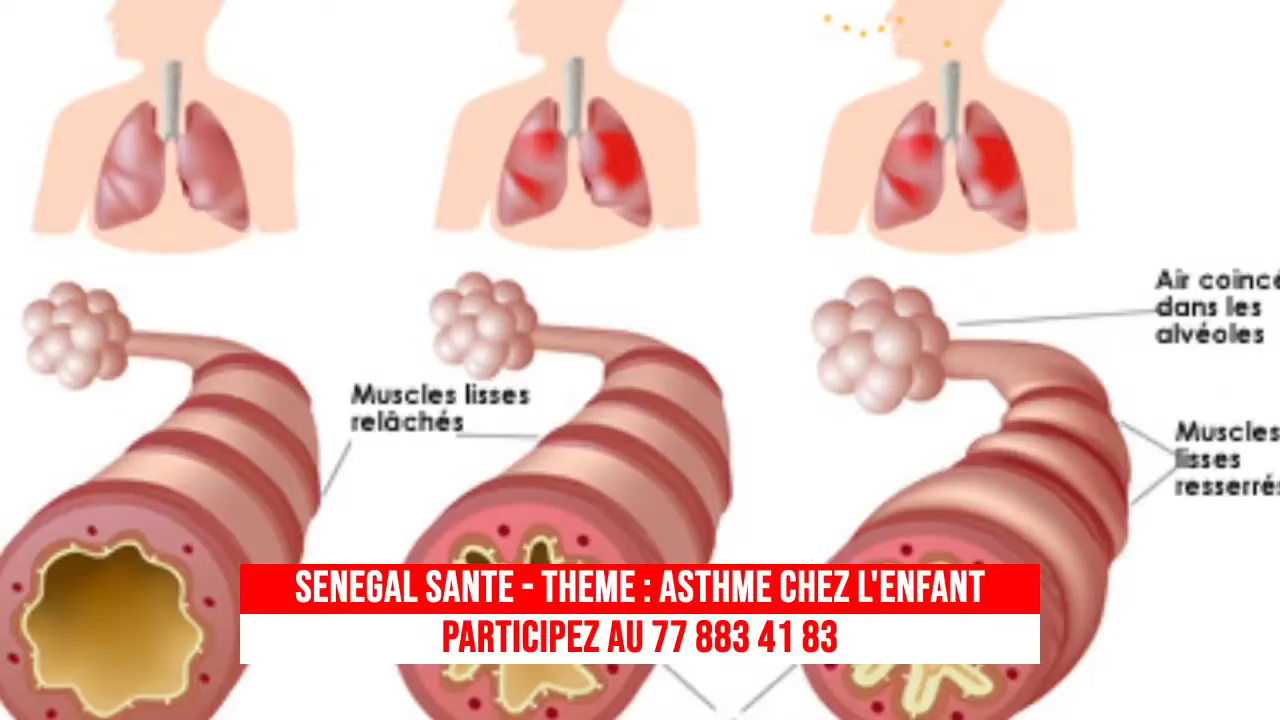 Air coincé
dans les
alvéoles
Muscles lisses
relâchés
Muscles
lisses
resserrés
SENEGAL SANTE - THEME : ASTHME CHEZ L'ENFANT
PARTICIPEZ AU 77 883 41 83